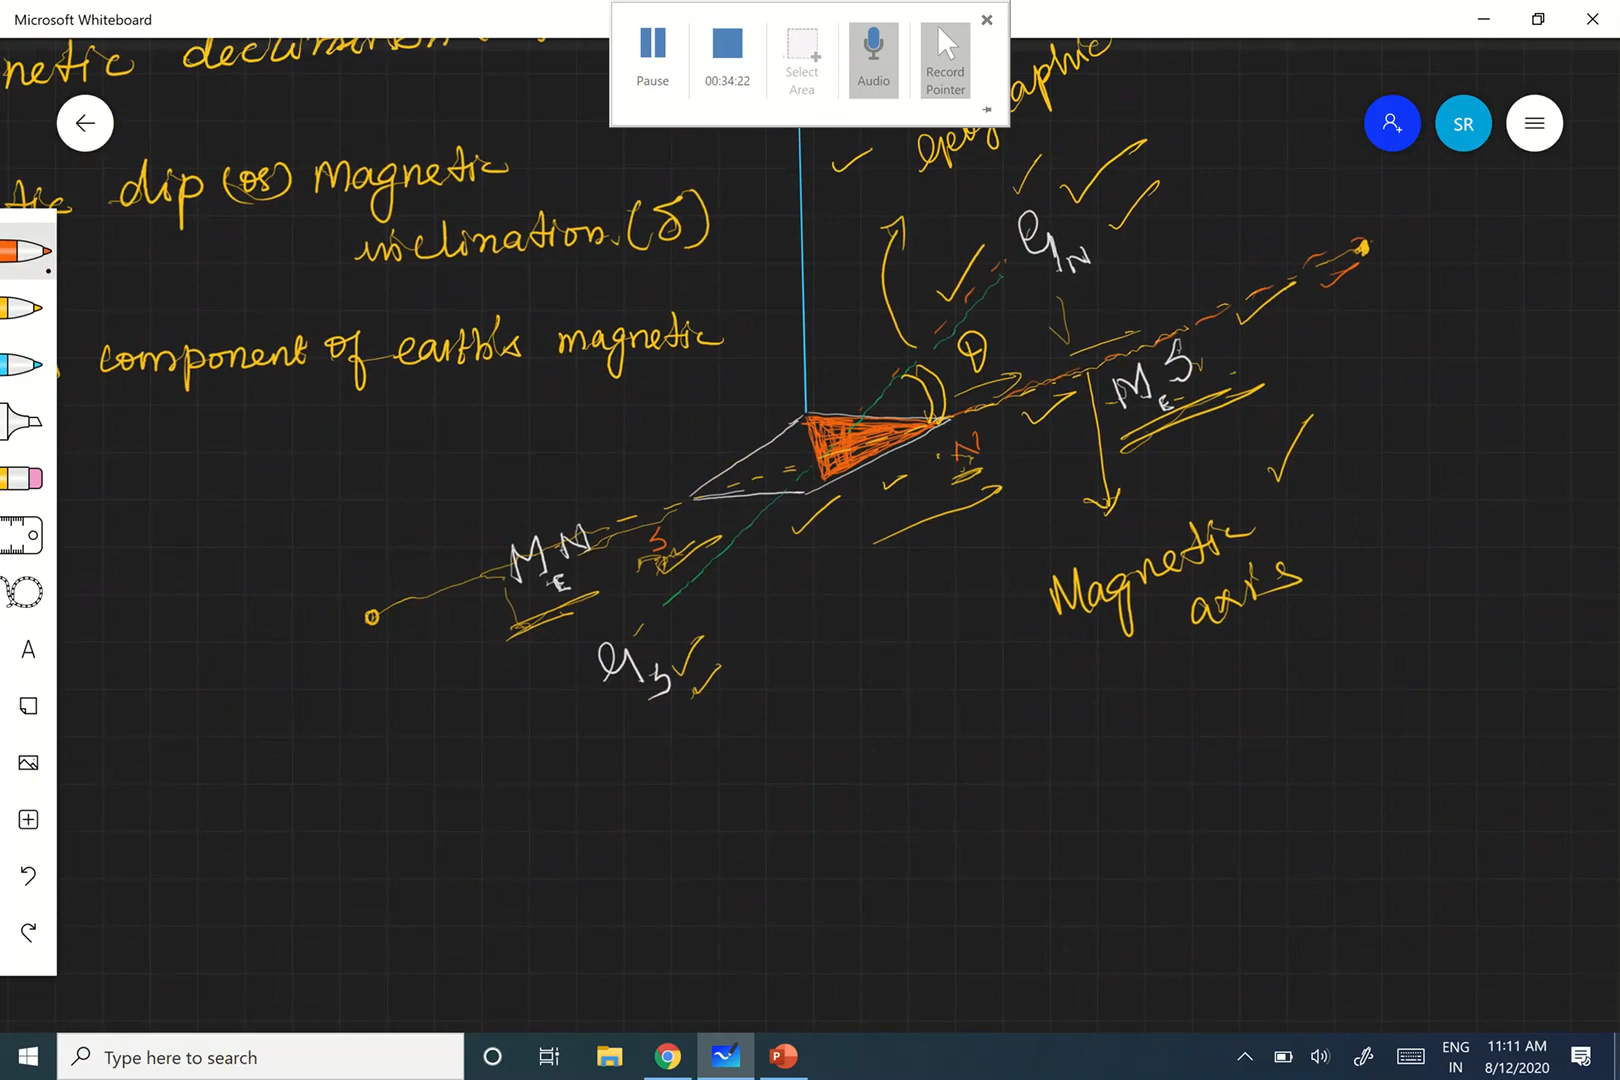 Microsoft Whiteboard
Pause
00:34:22
Select Area
Audio
Record Pointer
netic declination
SR
Geographic
tic dip (or) Magnetic
inclination. (δ)
component of earth's magnetic
G_N
D
M_E S
N
M_E N
S
G_S
Magnetic
axis
A
Type here to search
ENG
IN
11:11 AM
8/12/2020